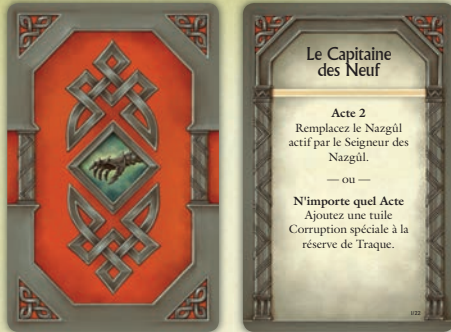 Le Capitaine
des Neuf
Acte 2
Remplacez le Nazgûl
actif par le Seigneur des
Nazgûl.
— ou —
N'importe quel Acte
Ajoutez une tuile
Corruption spéciale à la
réserve de Traque.